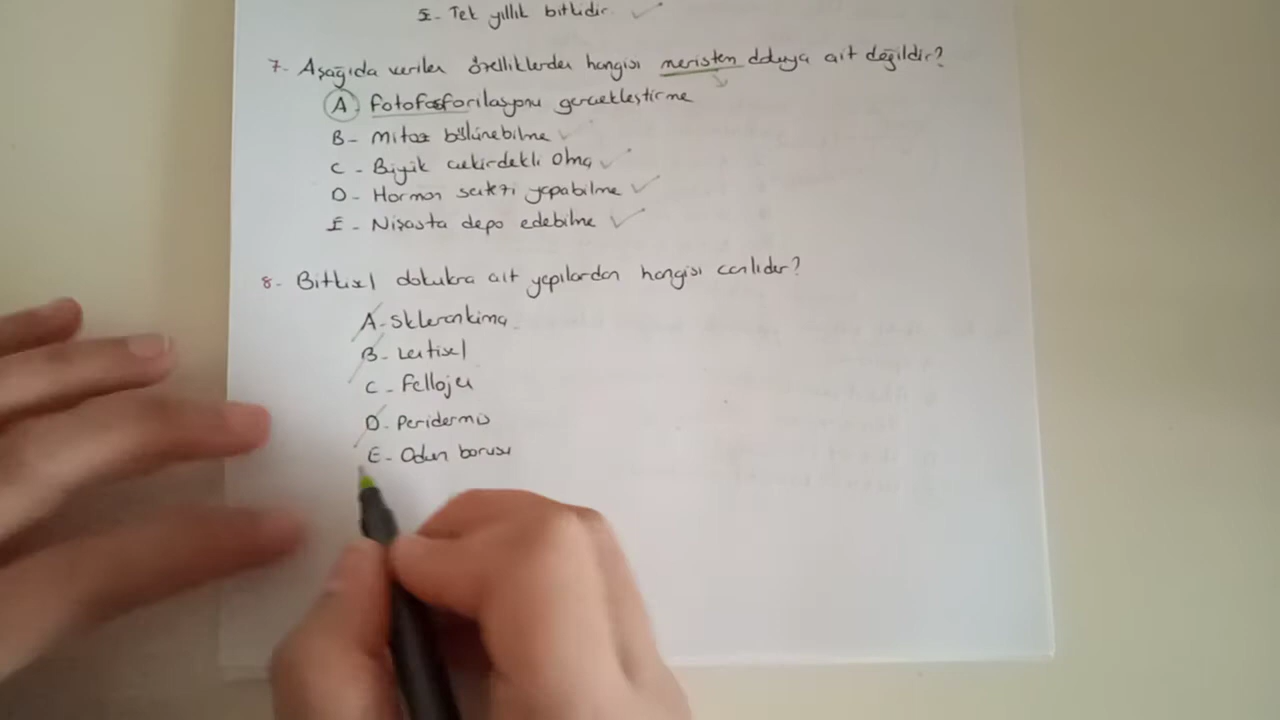 E- Tek yıllık bitkidir.
7- Aşağıda verilen özelliklerden hangisi meristem dokuya ait değildir?
A- fotofosforilasyonu gerçekleştirme
B- Mitoz bölünebilme
C- Büyük çekirdekli olma
D- Hormon sentezi yapabilme
E- Nişasta depo edebilme
8- Bitkisel dokulara ait yapılardan hangisi canlıdır?
A- Sklerankima
B- Lentisel
C- Fellojen
D- Peridermis
E- Odun borusu